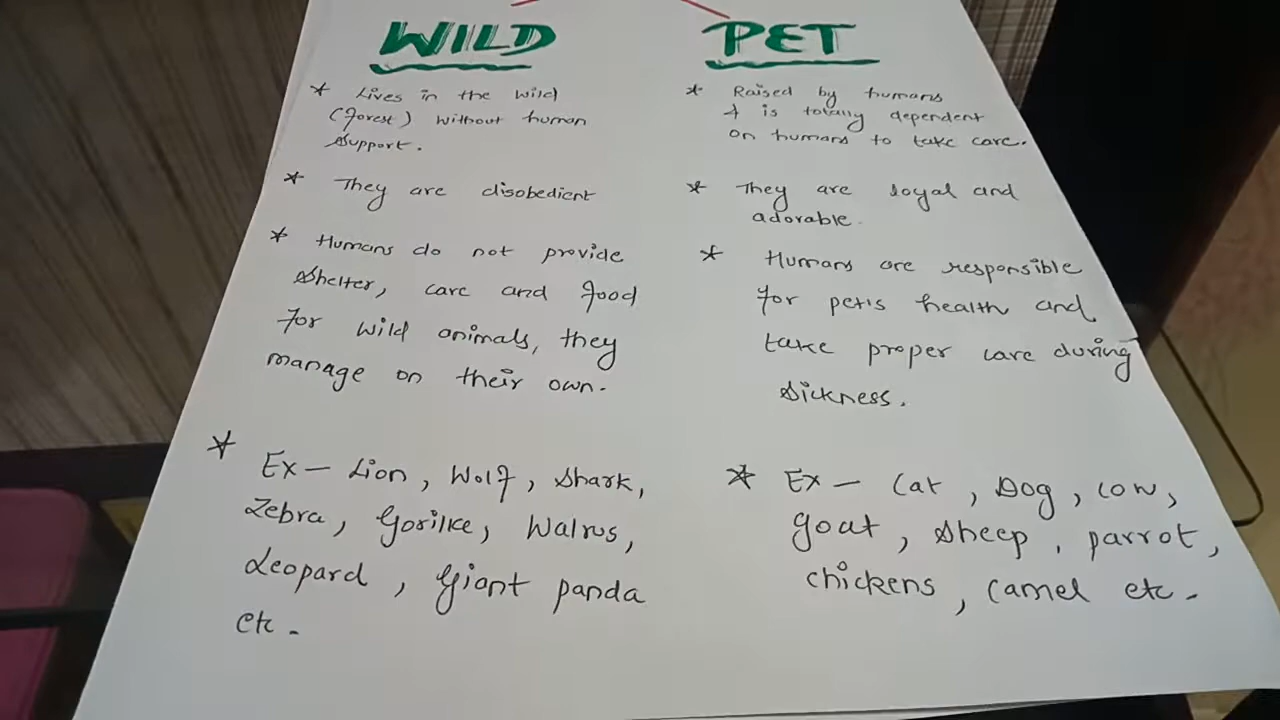 WILD
* Lives in the wild
(forest) without human
support.
* They are disobedient
* Humans do not provide
shelter, care and food
for wild animals, they
manage on their own.
* Ex - Lion, Wolf, Shark,
Zebra, Gorilke, Walrus,
Leopard, Giant panda
etc.
PET
* Raised by humans
& is totally dependent
on humans to take care.
* They are loyal and
adorable.
* Humans are responsible
for pet's health and
take proper care during
sickness.
* Ex - Cat, Dog, cow,
goat, sheep, parrot,
chickens, camel etc.